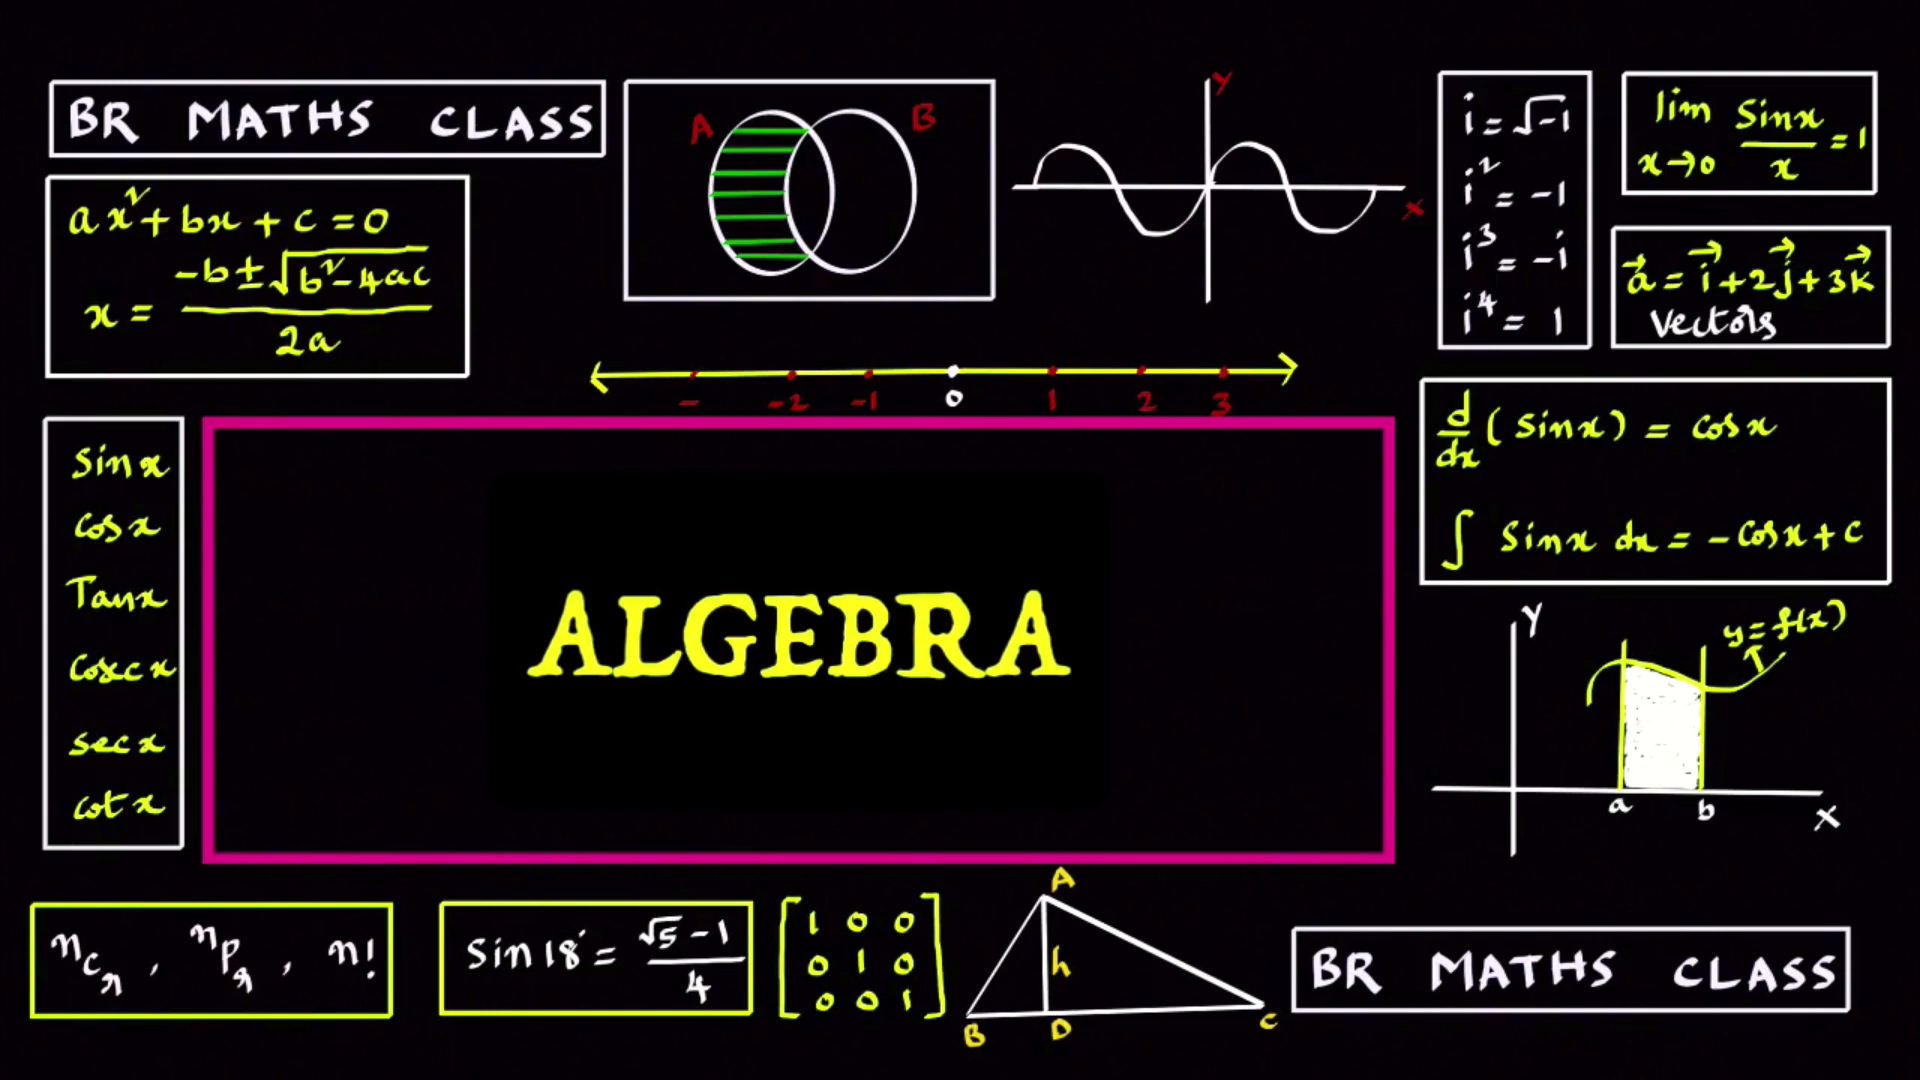 BR MATHS CLASS
ax²+bx+c=0
x = (-b±√(b²-4ac))/2a
A B
Y
X
i=√-1
i²=-1
i³=-i
i⁴=1
lim x→0 Sinx/x =1
a⃗=i⃗+2j⃗+3k⃗
Vectors
- -2 -1 0 1 2 3
d/dx (Sinx) = Cosx
∫ Sinx dx = -Cosx+c
Sinx
Cosx
Tanx
Cosecx
secx
cotx
ALGEBRA
Y
y=f(x)
a b
X
nCr, nPr, n!
Sin18°=(√5-1)/4
1 0 0
0 1 0
0 0 1
A
h
B D C
BR MATHS CLASS